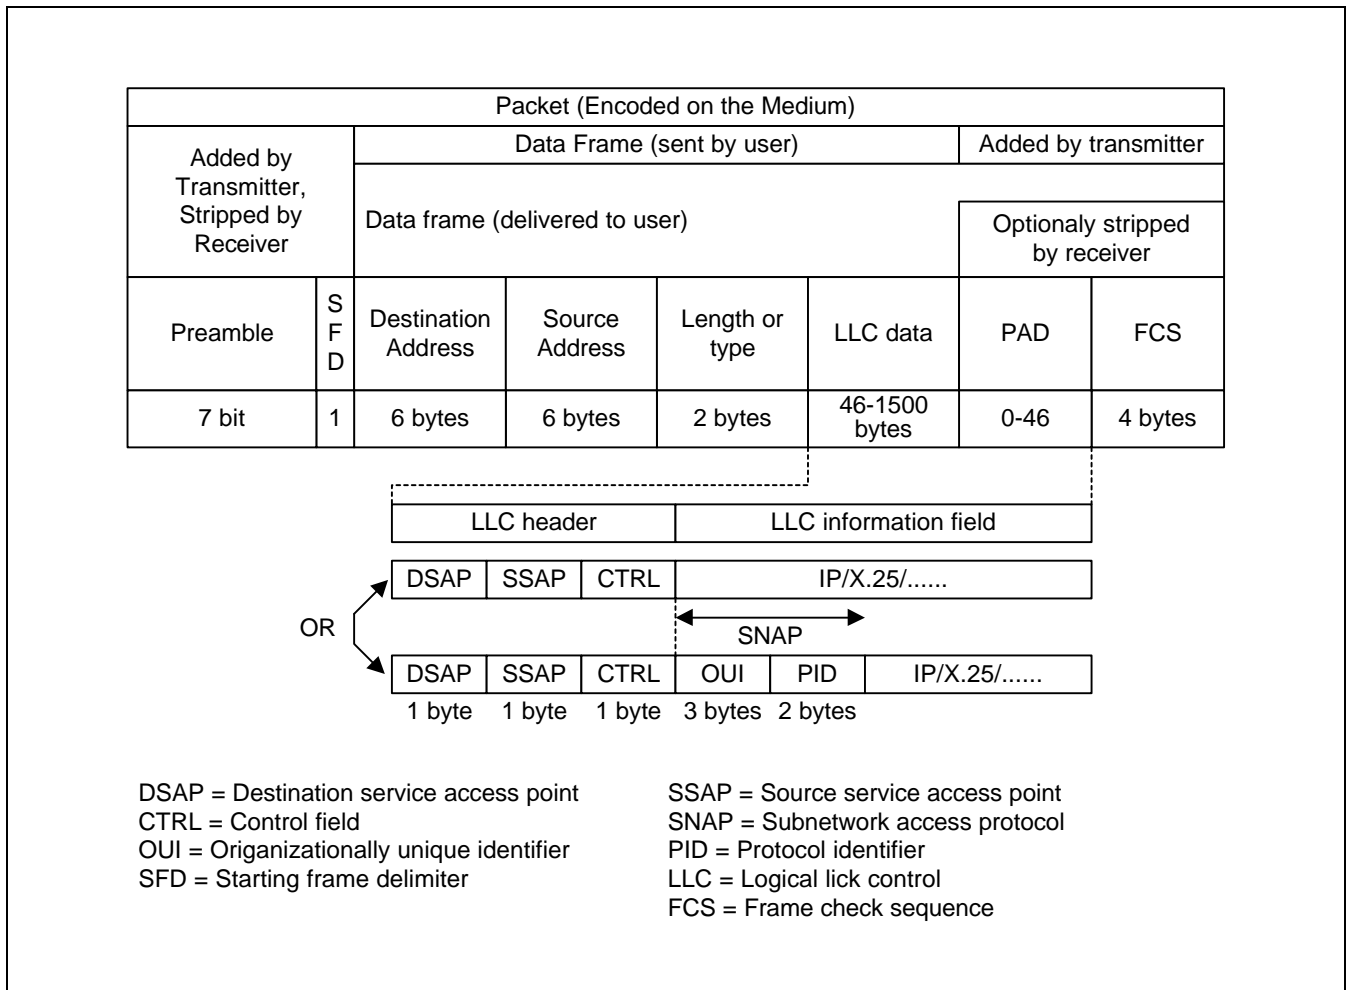 Packet (Encoded on the Medium)
Added by
Transmitter,
Stripped by
Receiver
Data Frame (sent by user)
Added by transmitter
Data frame (delivered to user)
Optionaly stripped
by receiver
Preamble
S
F
D
Destination
Address
Source
Address
Length or
type
LLC data
PAD
FCS
7 bit
1
6 bytes
6 bytes
2 bytes
46-1500
bytes
0-46
4 bytes
LLC header
LLC information field
DSAP
SSAP
CTRL
IP/X.25/......
OR
SNAP
DSAP
SSAP
CTRL
OUI
PID
IP/X.25/......
1 byte
1 byte
1 byte
3 bytes
2 bytes
DSAP = Destination service access point
CTRL = Control field
OUI = Origanizationally unique identifier
SFD = Starting frame delimiter
SSAP = Source service access point
SNAP = Subnetwork access protocol
PID = Protocol identifier
LLC = Logical lick control
FCS = Frame check sequence